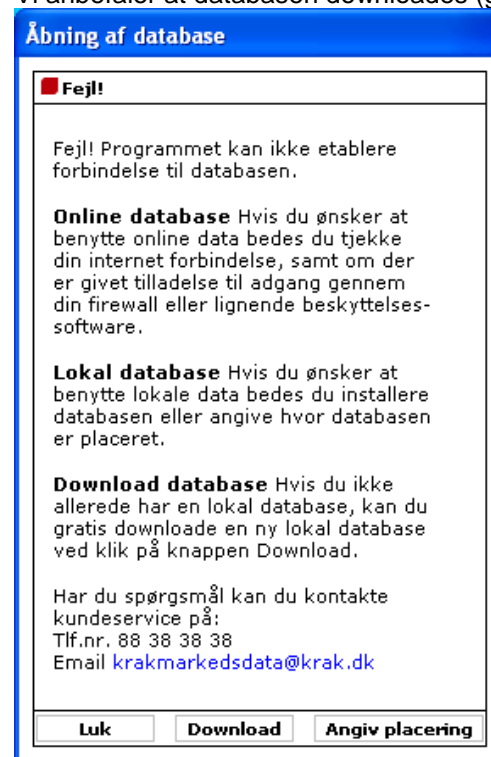 Vi anbefaler at databasen downloades (g
Åbning af database
Fejl!
Fejl! Programmet kan ikke etablere
forbindelse til databasen.
Online database Hvis du ønsker at
benytte online data bedes du tjekke
din internet forbindelse, samt om der
er givet tilladelse til adgang gennem
din firewall eller lignende beskyttelses-
software.
Lokal database Hvis du ønsker at
benytte lokale data bedes du installere
databasen eller angive hvor databasen
er placeret.
Download database Hvis du ikke
allerede har en lokal database, kan du
gratis downloade en ny lokal database
ved klik på knappen Download.
Har du spørgsmål kan du kontakte
kundeservice på:
Tlf.nr. 88 38 38 38
Email krakmarkedsdata@krak.dk
Luk Download Angiv placering